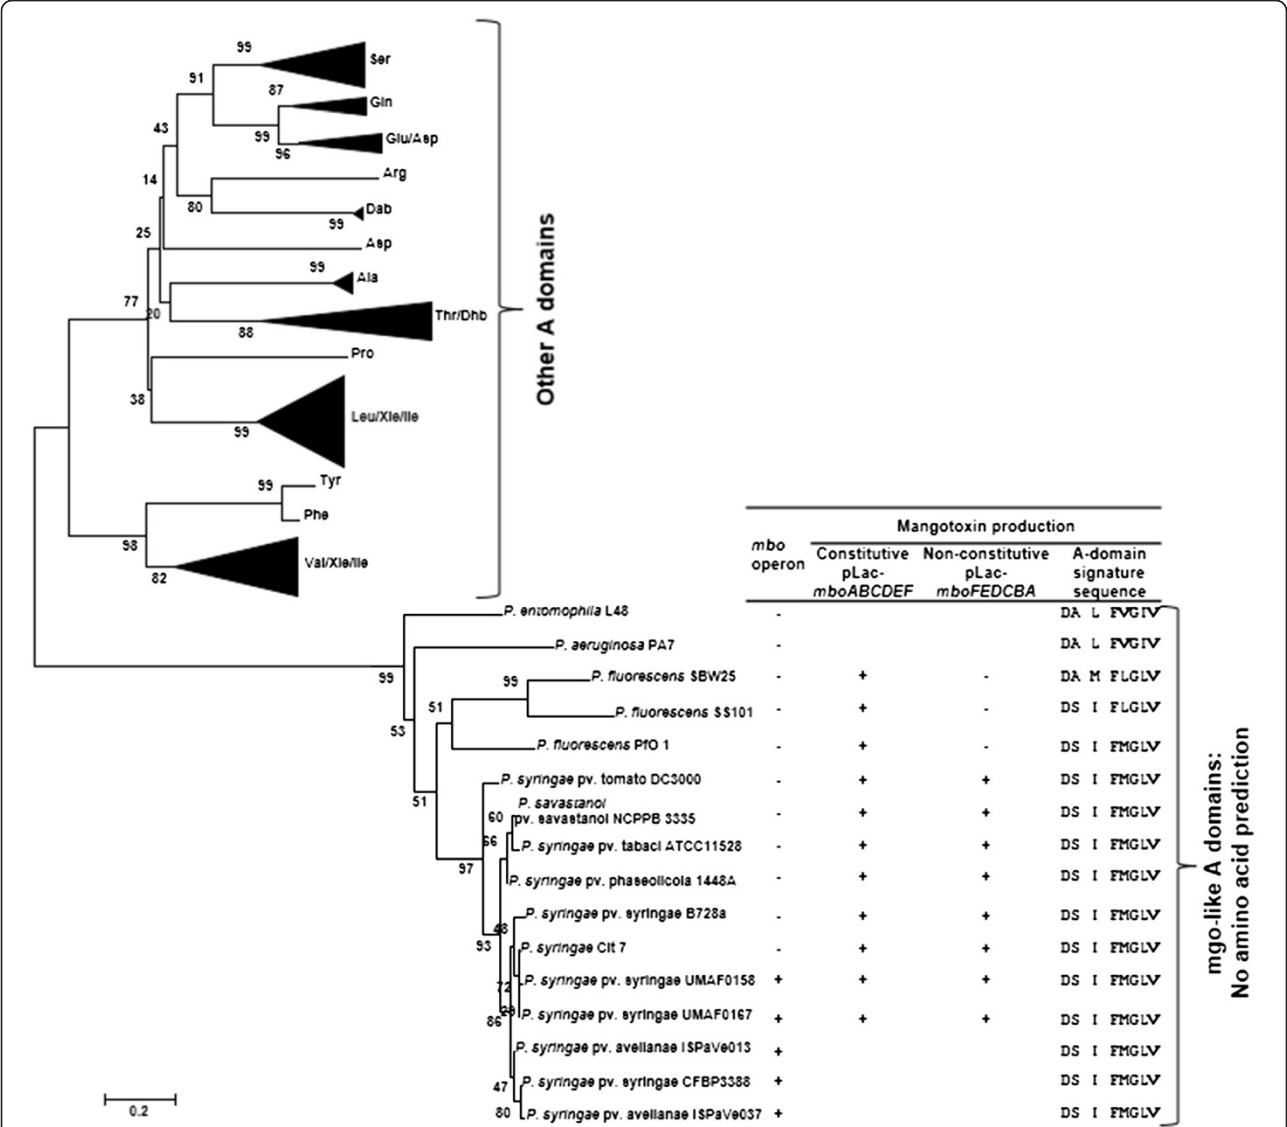 99
Ser
91
87
Gln
43
99
Glu/Asp
96
14
Arg
80
Dab
99
25
Asp
99
Ala
77
20
Thr/Dhb
88
Pro
38
Leu/Xle/Ile
99
99
Tyr
Phe
98
Val/Xle/Ile
82
Other A domains
mbo operon
Mangotoxin production
Constitutive pLac-mboABCDEF
Non-constitutive pLac-mboFEDCBA
A-domain signature sequence
P. entomophila L48 - DA L FVGIV
P. aeruginosa PA7 - DA L FVGIV
99
P. fluorescens SBW25 - + - DA M FLGLV
99
51
P. fluorescens SS101 - + - DS I FLGLV
53
P. fluorescens PfO 1 - + - DS I FMGLV
P. syringae pv. tomato DC3000 - + + DS I FMGLV
51
P. savastanoi
60
pv. savastanoi NCPPB 3335 - + + DS I FMGLV
66
P. syringae pv. tabaci ATCC11528 - + + DS I FMGLV
97
P. syringae pv. phaseolicola 1448A - + + DS I FMGLV
P. syringae pv. syringae B728a - + + DS I FMGLV
48
93
P. syringae Cit 7 - + + DS I FMGLV
72
P. syringae pv. syringae UMAF0158 + + + DS I FMGLV
86
P. syringae pv. syringae UMAF0167 + + + DS I FMGLV
P. syringae pv. avellanae ISPaVe013 + DS I FMGLV
47
P. syringae pv. syringae CFBP3388 + DS I FMGLV
80
P. syringae pv. avellanae ISPaVe037 + DS I FMGLV
mgo-like A domains:
No amino acid prediction
0.2